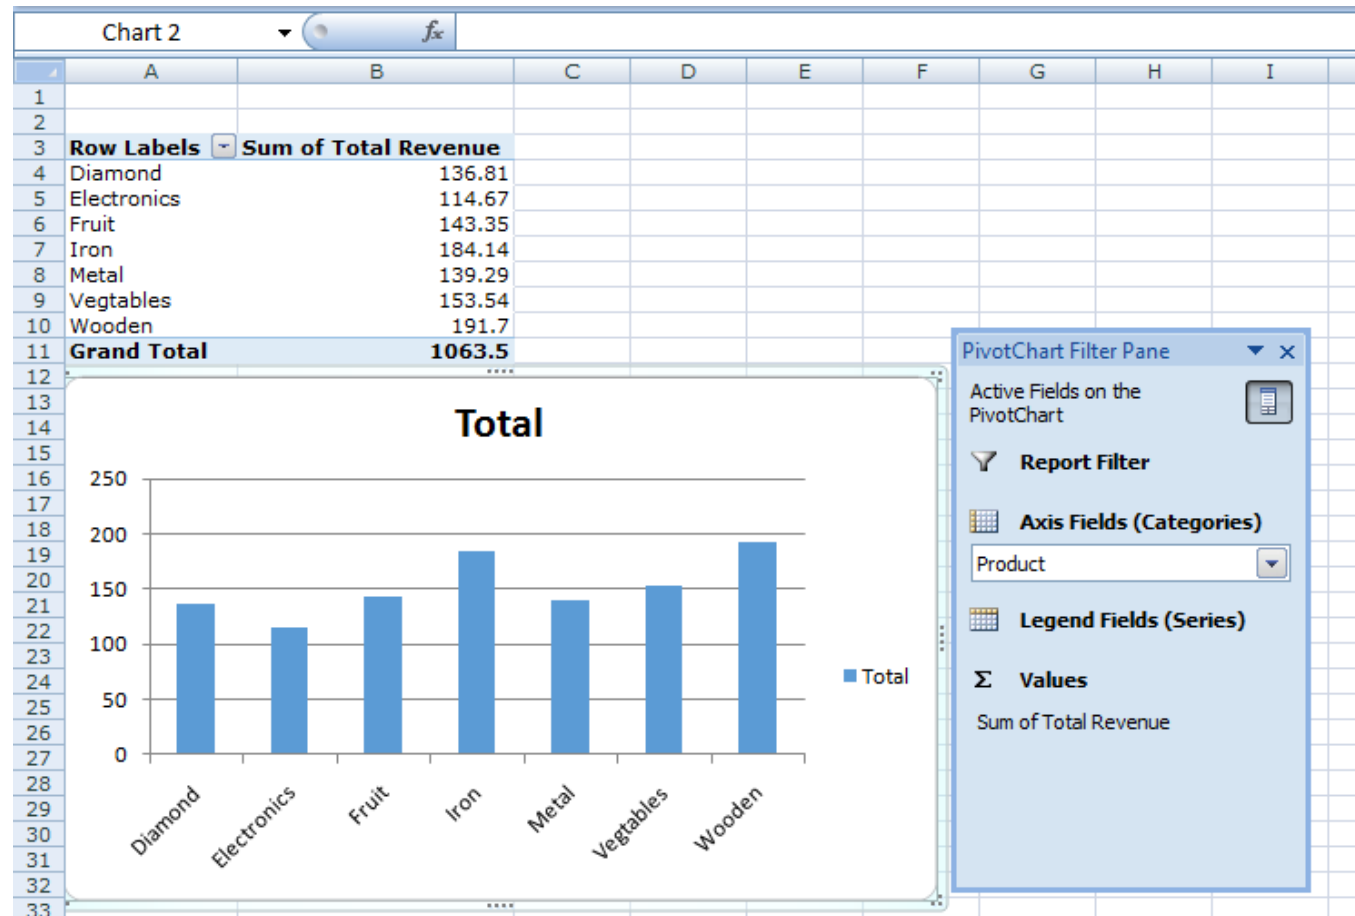 Chart 2 fx
A B C D E F G H I
1
2
3 Row Labels Sum of Total Revenue
4 Diamond 136.81
5 Electronics 114.67
6 Fruit 143.35
7 Iron 184.14
8 Metal 139.29
9 Vegtables 153.54
10 Wooden 191.7
11 Grand Total 1063.5
12
13
14
15
16
17
18
19
20
21
22
23
24
25
26
27
28
29
30
31
32
33
Total
250
200
150
100
50
0
Diamond Electronics Fruit Iron Metal Vegtables Wooden
Total
PivotChart Filter Pane
Active Fields on the
PivotChart
Report Filter
Axis Fields (Categories)
Product
Legend Fields (Series)
Σ Values
Sum of Total Revenue